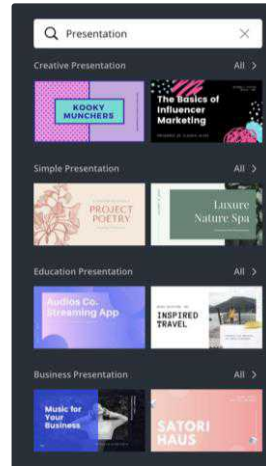 Presentation
Creative Presentation
All >
KOOKY
MUNCHERS
The Basics of
Influencer
Marketing
Simple Presentation
All >
PROJECT
POETRY
Luxure
Nature Spa
Education Presentation
All >
Audios Co.
Streaming App
INSPIRED
TRAVEL
Business Presentation
All >
Music for
Your
Business
SATORI
HAUS